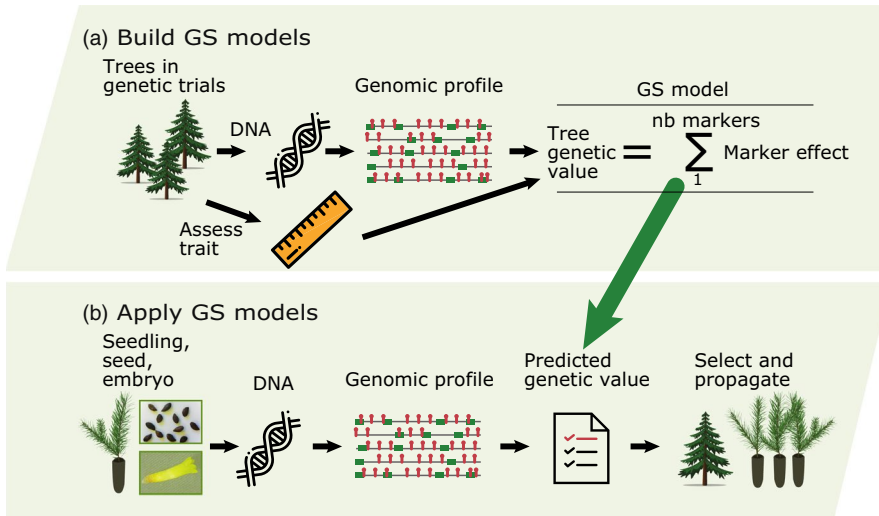 (a) Build GS models
Trees in
genetic trials
DNA
Genomic profile
GS model
Tree
genetic
value
=
nb markers
∑
1
Marker effect
Assess
trait
(b) Apply GS models
Seedling,
seed,
embryo
DNA
Genomic profile
Predicted
genetic value
Select and
propagate